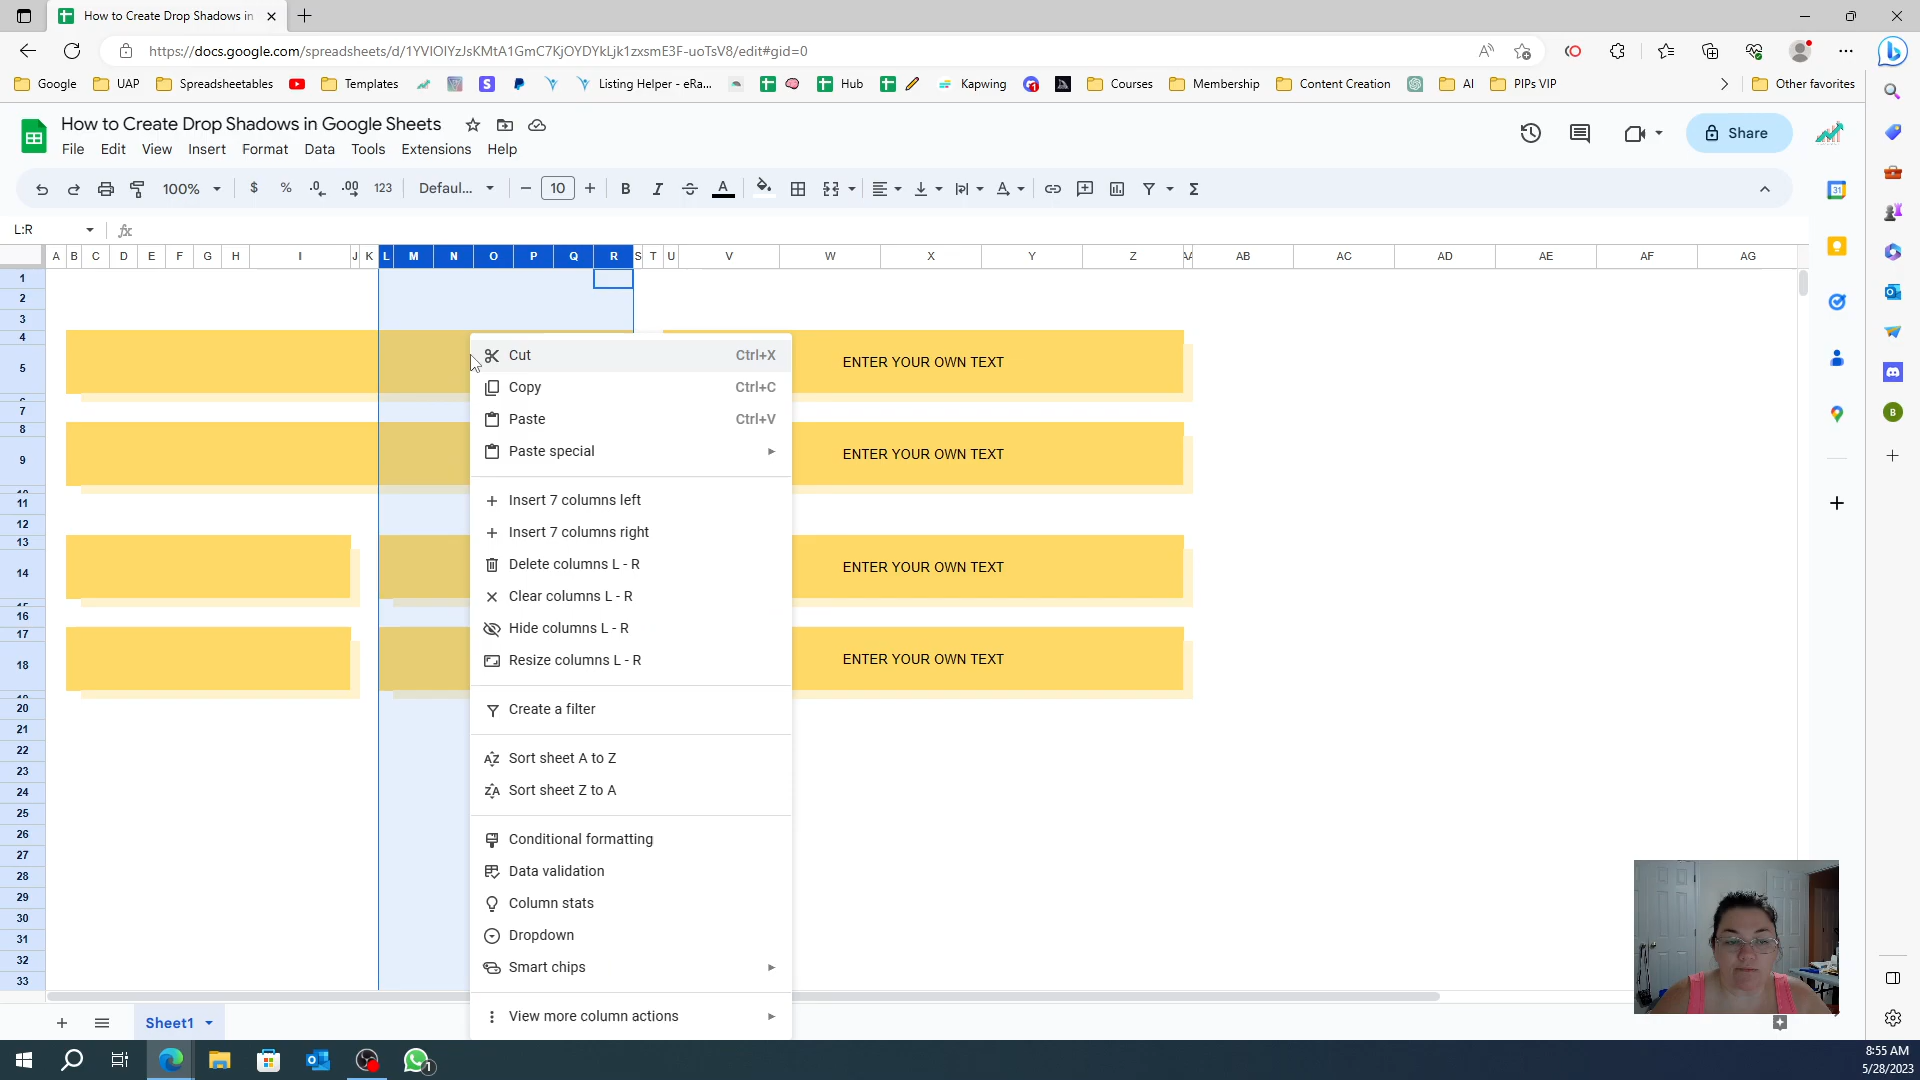 How to Create Drop Shadows in
https://docs.google.com/spreadsheets/d/1YVIOIYzJsKMtA1GmC7KjOYDYkLjk1zxsmE3F-uoTsV8/edit#gid=0
Google UAP Spreadsheetables Templates Listing Helper - eRa... Hub Kapwing Courses Membership Content Creation AI PIPs VIP Other favorites
How to Create Drop Shadows in Google Sheets
File Edit View Insert Format Data Tools Extensions Help
Share
100% $ % .0 .00 123 Defaul... 10 B I A
L:R fx
A B C D E F G H I J K L M N O P Q R S T U V W X Y Z AA AB AC AD AE AF AG
1
2
3
4
5 ENTER YOUR OWN TEXT
6
7
8
9 ENTER YOUR OWN TEXT
10
11
12
13
14 ENTER YOUR OWN TEXT
15
16
17
18 ENTER YOUR OWN TEXT
19
20
21
22
23
24
25
26
27
28
29
30
31
32
33
Cut Ctrl+X
Copy Ctrl+C
Paste Ctrl+V
Paste special
Insert 7 columns left
Insert 7 columns right
Delete columns L - R
Clear columns L - R
Hide columns L - R
Resize columns L - R
Create a filter
Sort sheet A to Z
Sort sheet Z to A
Conditional formatting
Data validation
Column stats
Dropdown
Smart chips
View more column actions
Sheet1
31
B
1
8:55 AM
5/28/2023